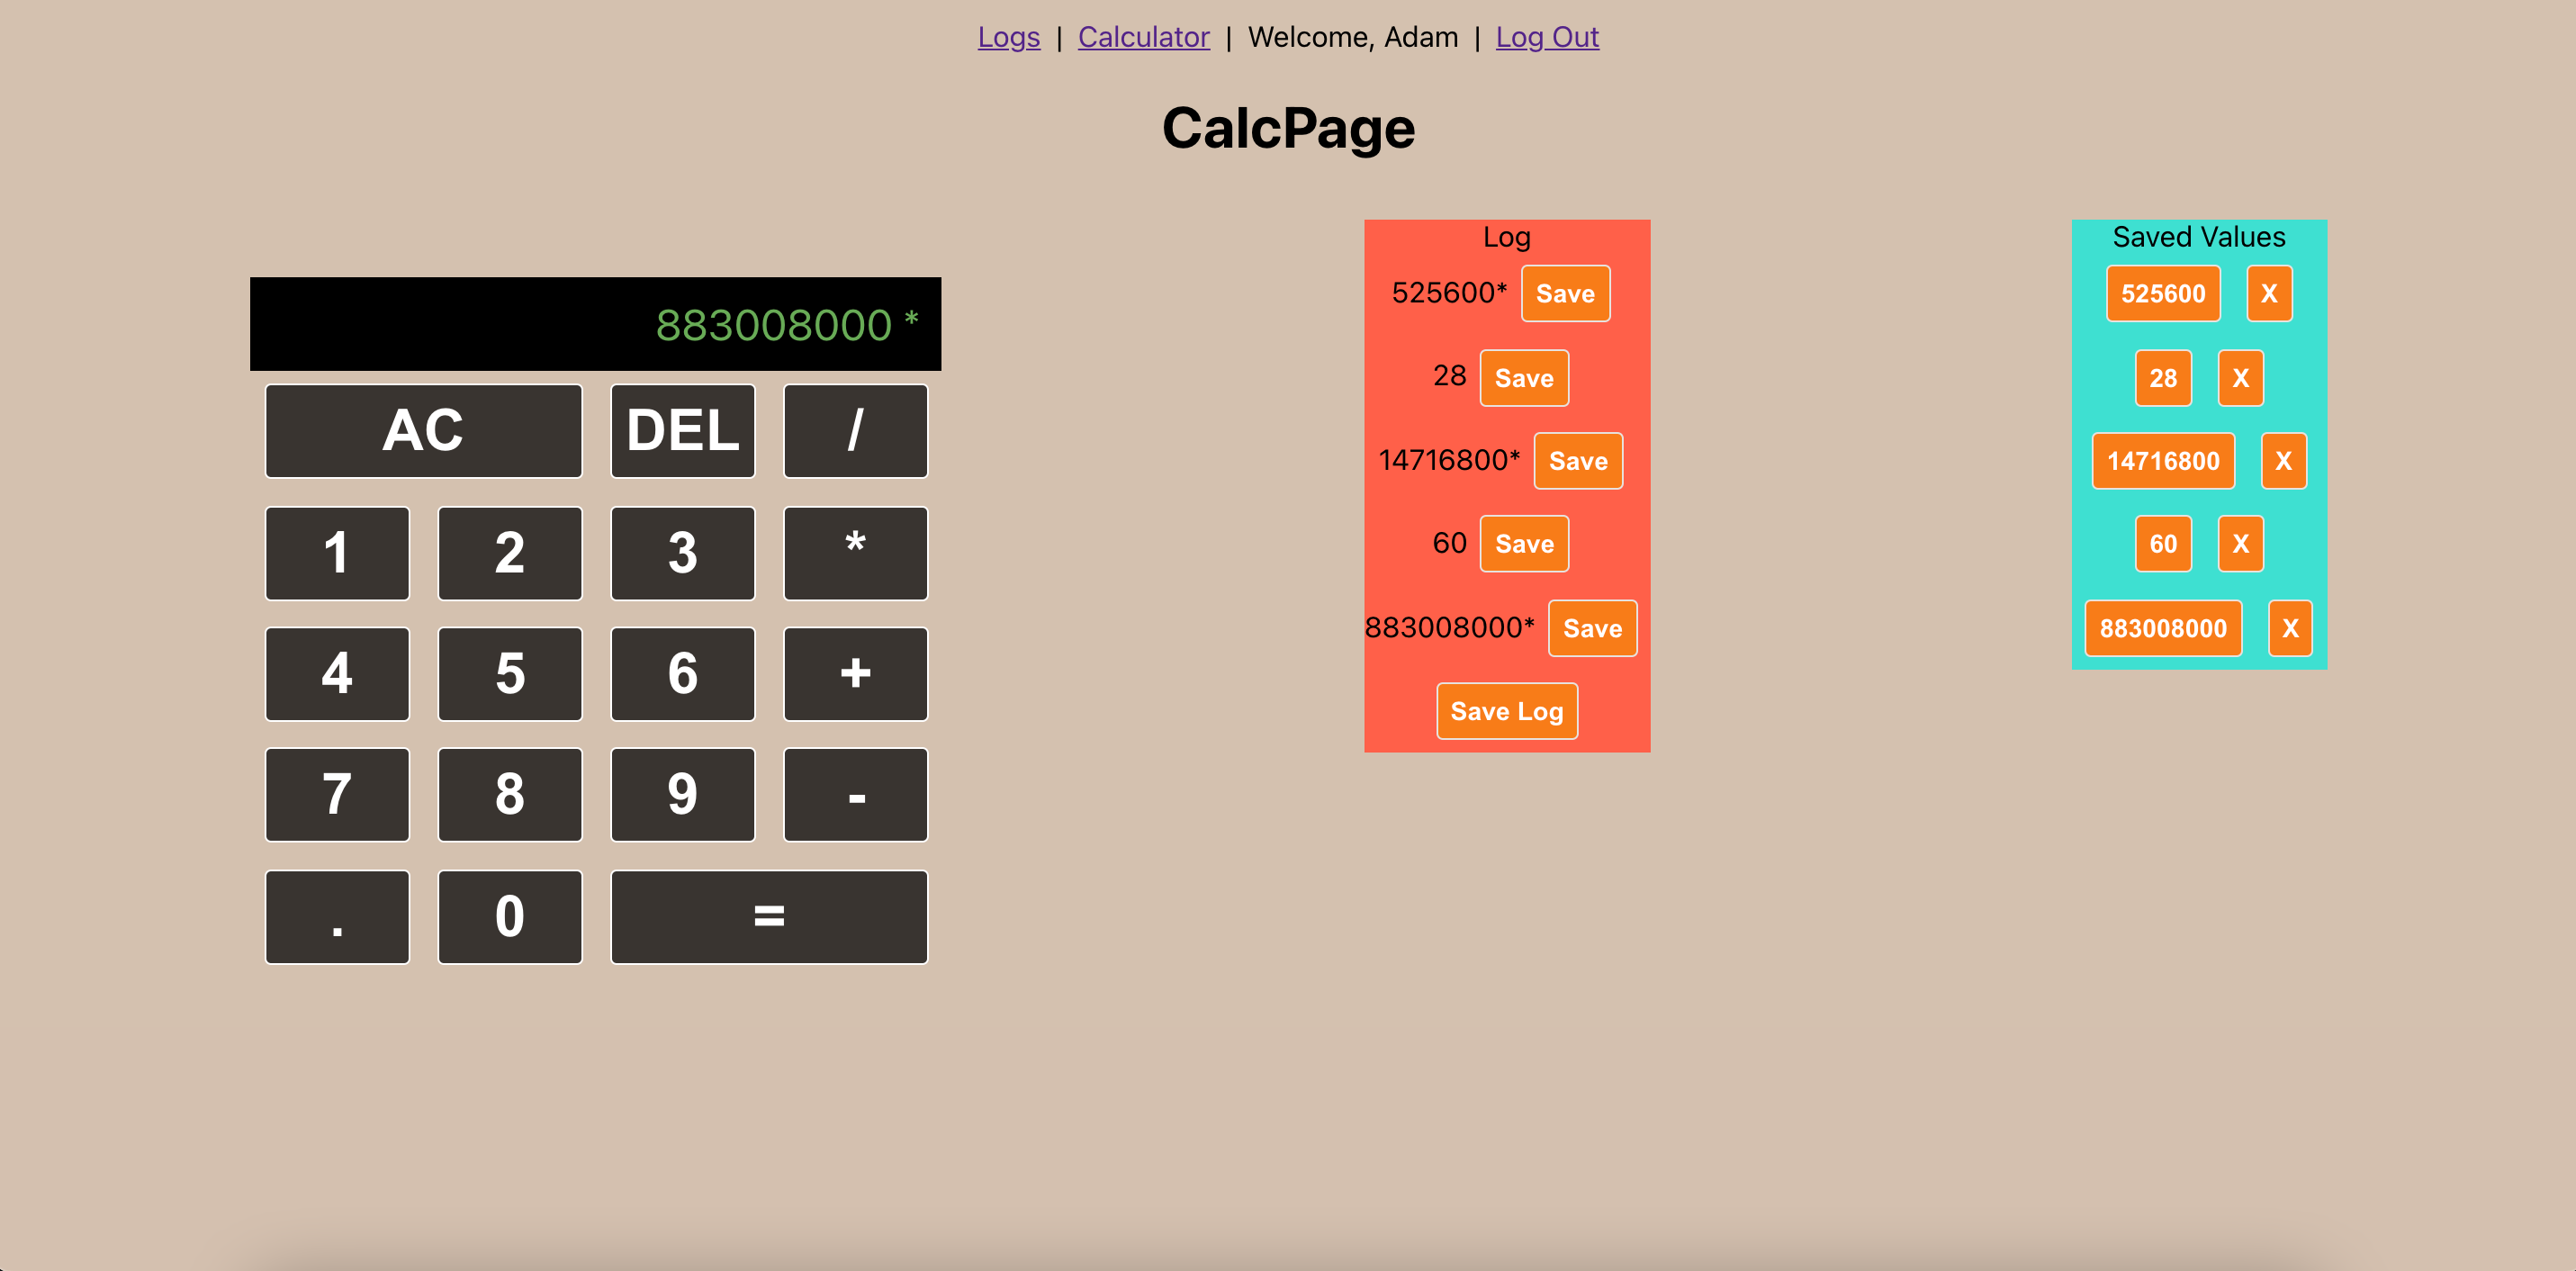 Logs | Calculator | Welcome, Adam | Log Out
CalcPage
883008000 *
AC DEL /
1 2 3 *
4 5 6 +
7 8 9 -
. 0 =
Log
525600* Save
28 Save
14716800* Save
60 Save
883008000* Save
Save Log
Saved Values
525600 X
28 X
14716800 X
60 X
883008000 X